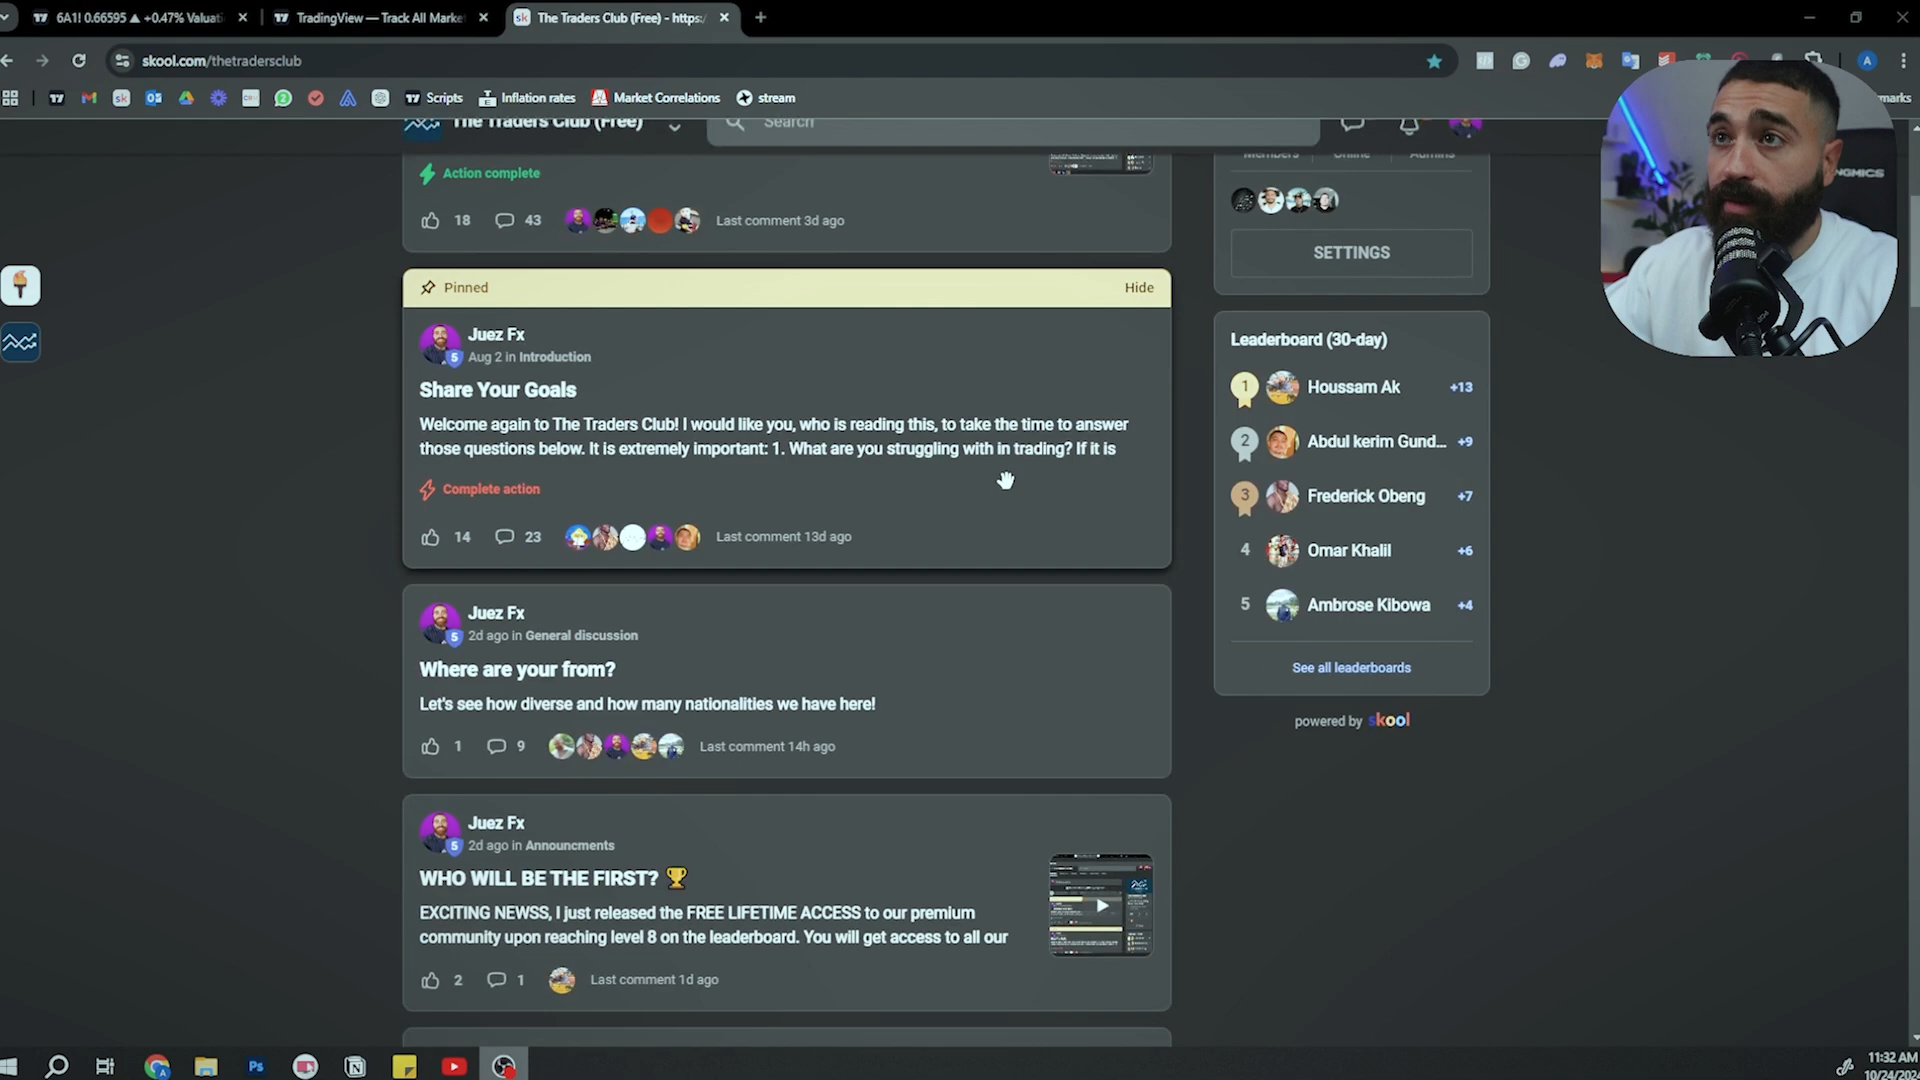 6A1! 0.66595 ▲ +0.47% Valuati
TradingView — Track All Marke
The Traders Club (Free) - https:/
skool.com/thetradersclub
Scripts
Inflation rates
Market Correlations
stream
marks
The Traders Club (Free)
Search
Members
Online
Admins
Action complete
18
43
Last comment 3d ago
SETTINGS
Pinned
Hide
Juez Fx
5
Aug 2 in Introduction
Share Your Goals
Welcome again to The Traders Club! I would like you, who is reading this, to take the time to answer
those questions below. It is extremely important: 1. What are you struggling with in trading? If it is
Complete action
14
23
Last comment 13d ago
Leaderboard (30-day)
1 Houssam Ak +13
2 Abdul kerim Gund... +9
3 Frederick Obeng +7
4 Omar Khalil +6
5 Ambrose Kibowa +4
See all leaderboards
powered by skool
Juez Fx
5
2d ago in General discussion
Where are your from?
Let's see how diverse and how many nationalities we have here!
1
9
Last comment 14h ago
Juez Fx
5
2d ago in Announcments
WHO WILL BE THE FIRST?
EXCITING NEWSS, I just released the FREE LIFETIME ACCESS to our premium
community upon reaching level 8 on the leaderboard. You will get access to all our
2
1
Last comment 1d ago
11:32 AM
10/24/202